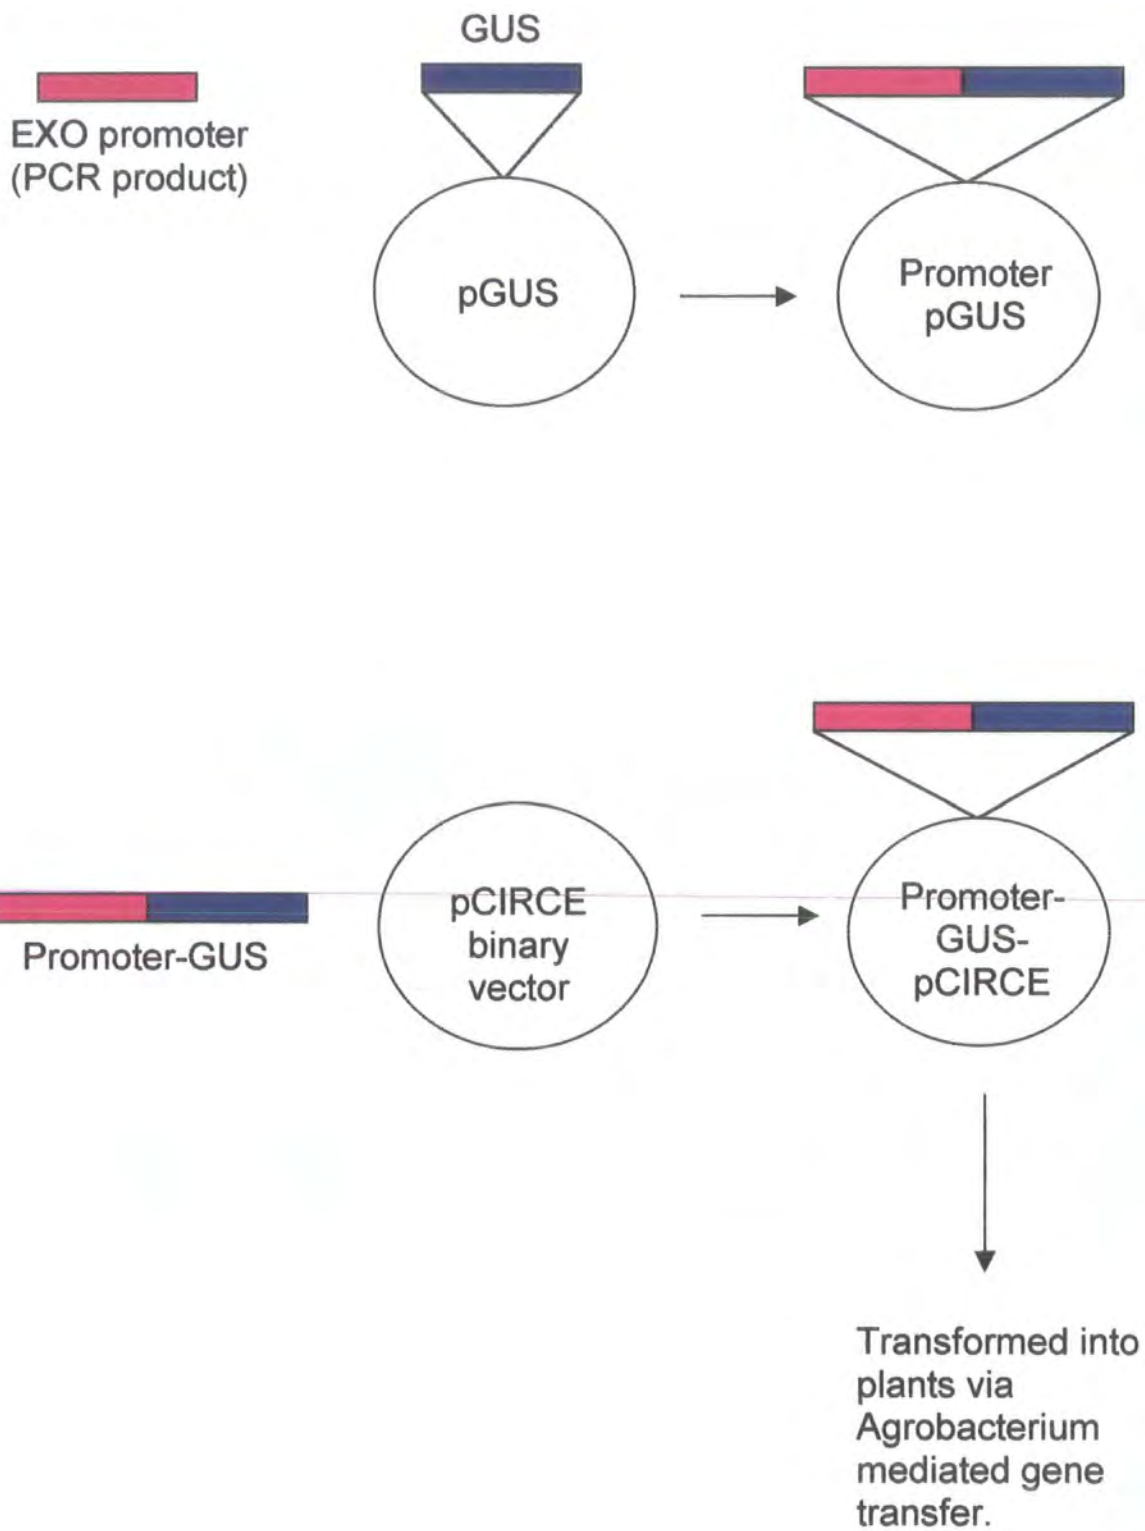 GUS
EXO promoter
(PCR product)
pGUS
Promoter
pGUS
Promoter-GUS
pCIRCE
binary
vector
Promoter-
GUS-
pCIRCE
Transformed into
plants via
Agrobacterium
mediated gene
transfer.